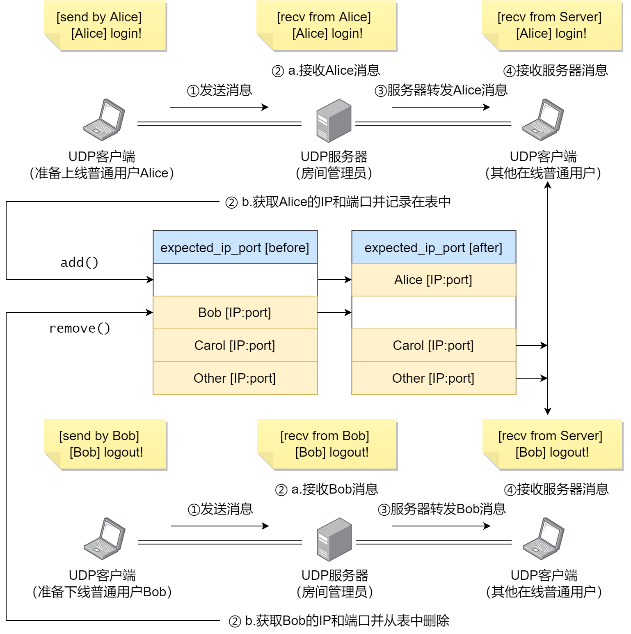 [send by Alice]
[Alice] login!
[recv from Alice]
[Alice] login!
[recv from Server]
[Alice] login!
①发送消息
② a.接收Alice消息
③服务器转发Alice消息
④接收服务器消息
UDP客户端
(准备上线普通用户Alice)
UDP服务器
(房间管理员)
UDP客户端
(其他在线普通用户)
② b.获取Alice的IP和端口并记录在表中
add()
remove()
expected_ip_port [before]
Bob [IP:port]
Carol [IP:port]
Other [IP:port]
expected_ip_port [after]
Alice [IP:port]
Carol [IP:port]
Other [IP:port]
[send by Bob]
[Bob] logout!
[recv from Bob]
[Bob] logout!
[recv from Server]
[Bob] logout!
①发送消息
② a.接收Bob消息
③服务器转发Bob消息
④接收服务器消息
UDP客户端
(准备下线普通用户Bob)
UDP服务器
(房间管理员)
UDP客户端
(其他在线普通用户)
② b.获取Bob的IP和端口并从表中删除